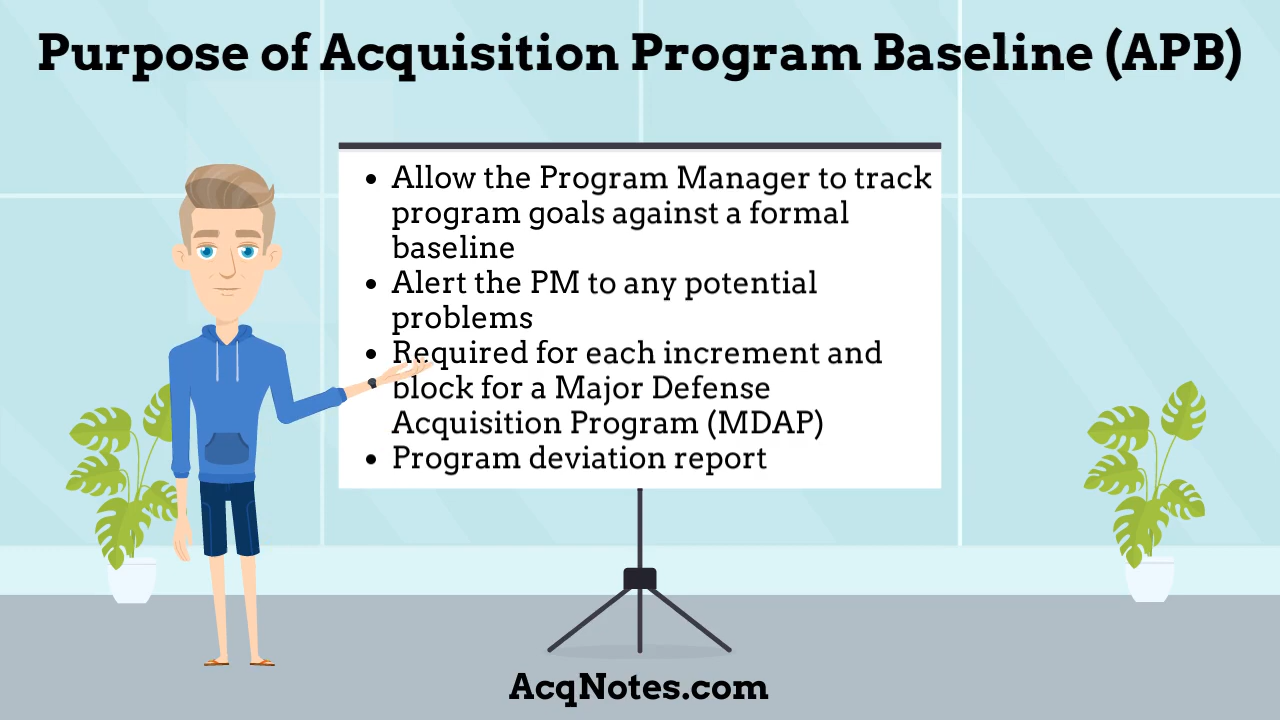 Purpose of Acquisition Program Baseline (APB)
• Allow the Program Manager to track
program goals against a formal
baseline
• Alert the PM to any potential
problems
• Required for each increment and
block for a Major Defense
Acquisition Program (MDAP)
• Program deviation report
AcqNotes.com